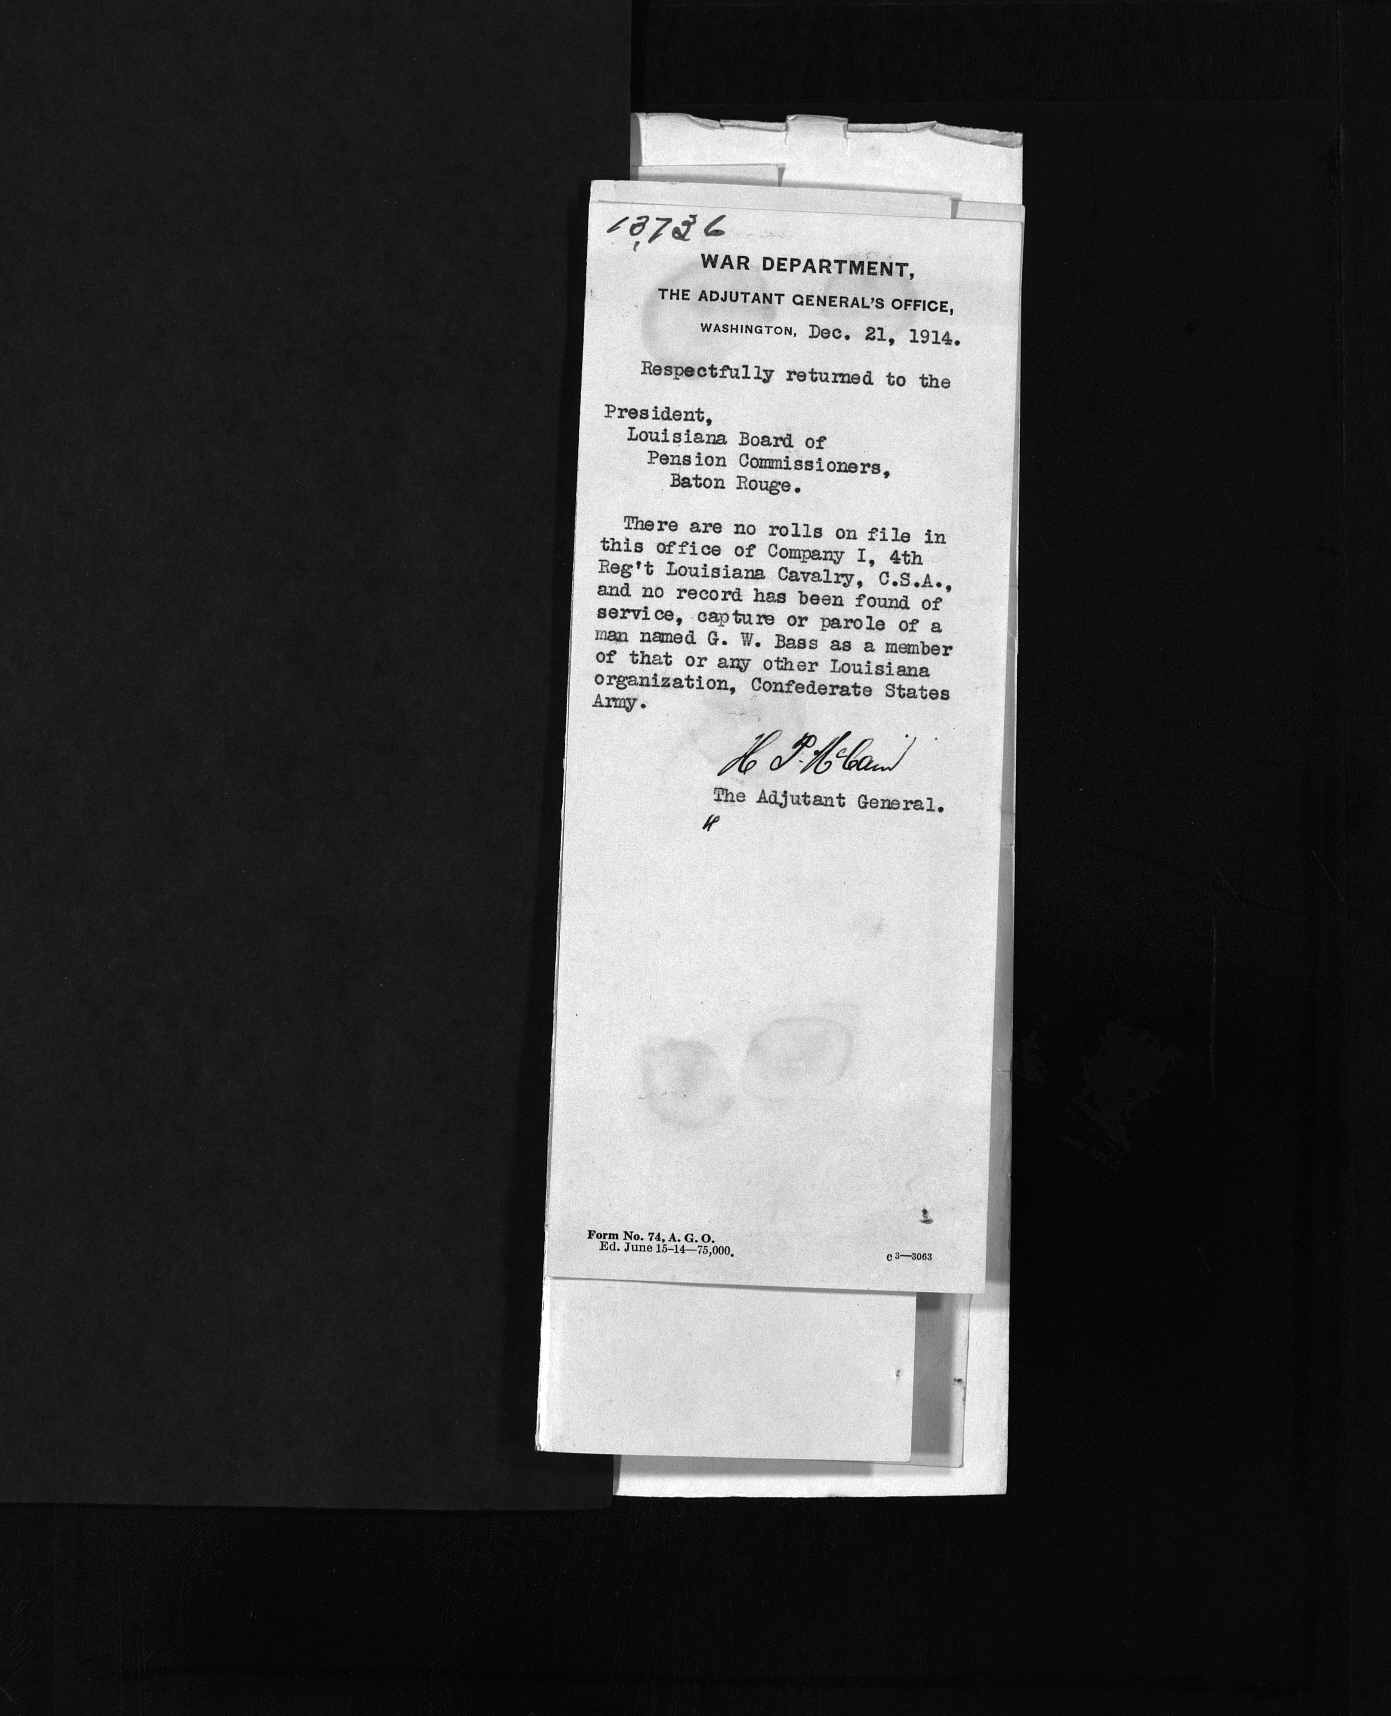 13,736
WAR DEPARTMENT,
THE ADJUTANT GENERAL'S OFFICE,
WASHINGTON, Dec. 21, 1914.
Respectfully returned to the
President,
Louisiana Board of
Pension Commissioners,
Baton Rouge.
There are no rolls on file in
this office of Company I, 4th
Reg't Louisiana Cavalry, C.S.A.,
and no record has been found of
service, capture or parole of a
man named G. W. Bass as a member
of that or any other Louisiana
organization, Confederate States
Army.
H P. McCain
The Adjutant General.
Form No. 74, A. G. O.
Ed. June 15-14—75,000.
c 3—3063